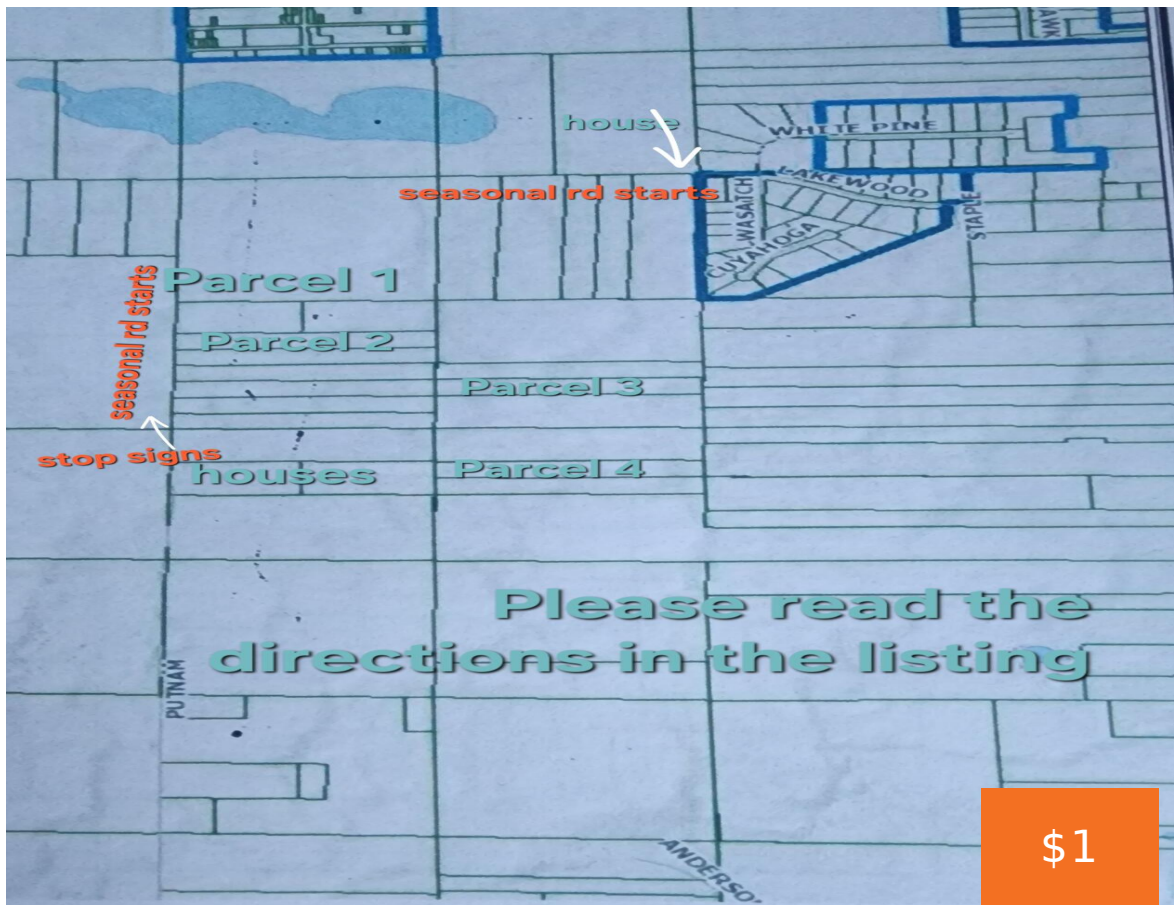 HAWK
house
WHITE PINE
LAKEWOOD
seasonal rd starts
WASATCH
STAPLE
CUYAHOGA
Parcel 1
seasonal rd starts
Parcel 2
Parcel 3
stop signs
houses
Parcel 4
Please read the
directions in the listing
PUTNAM
$1